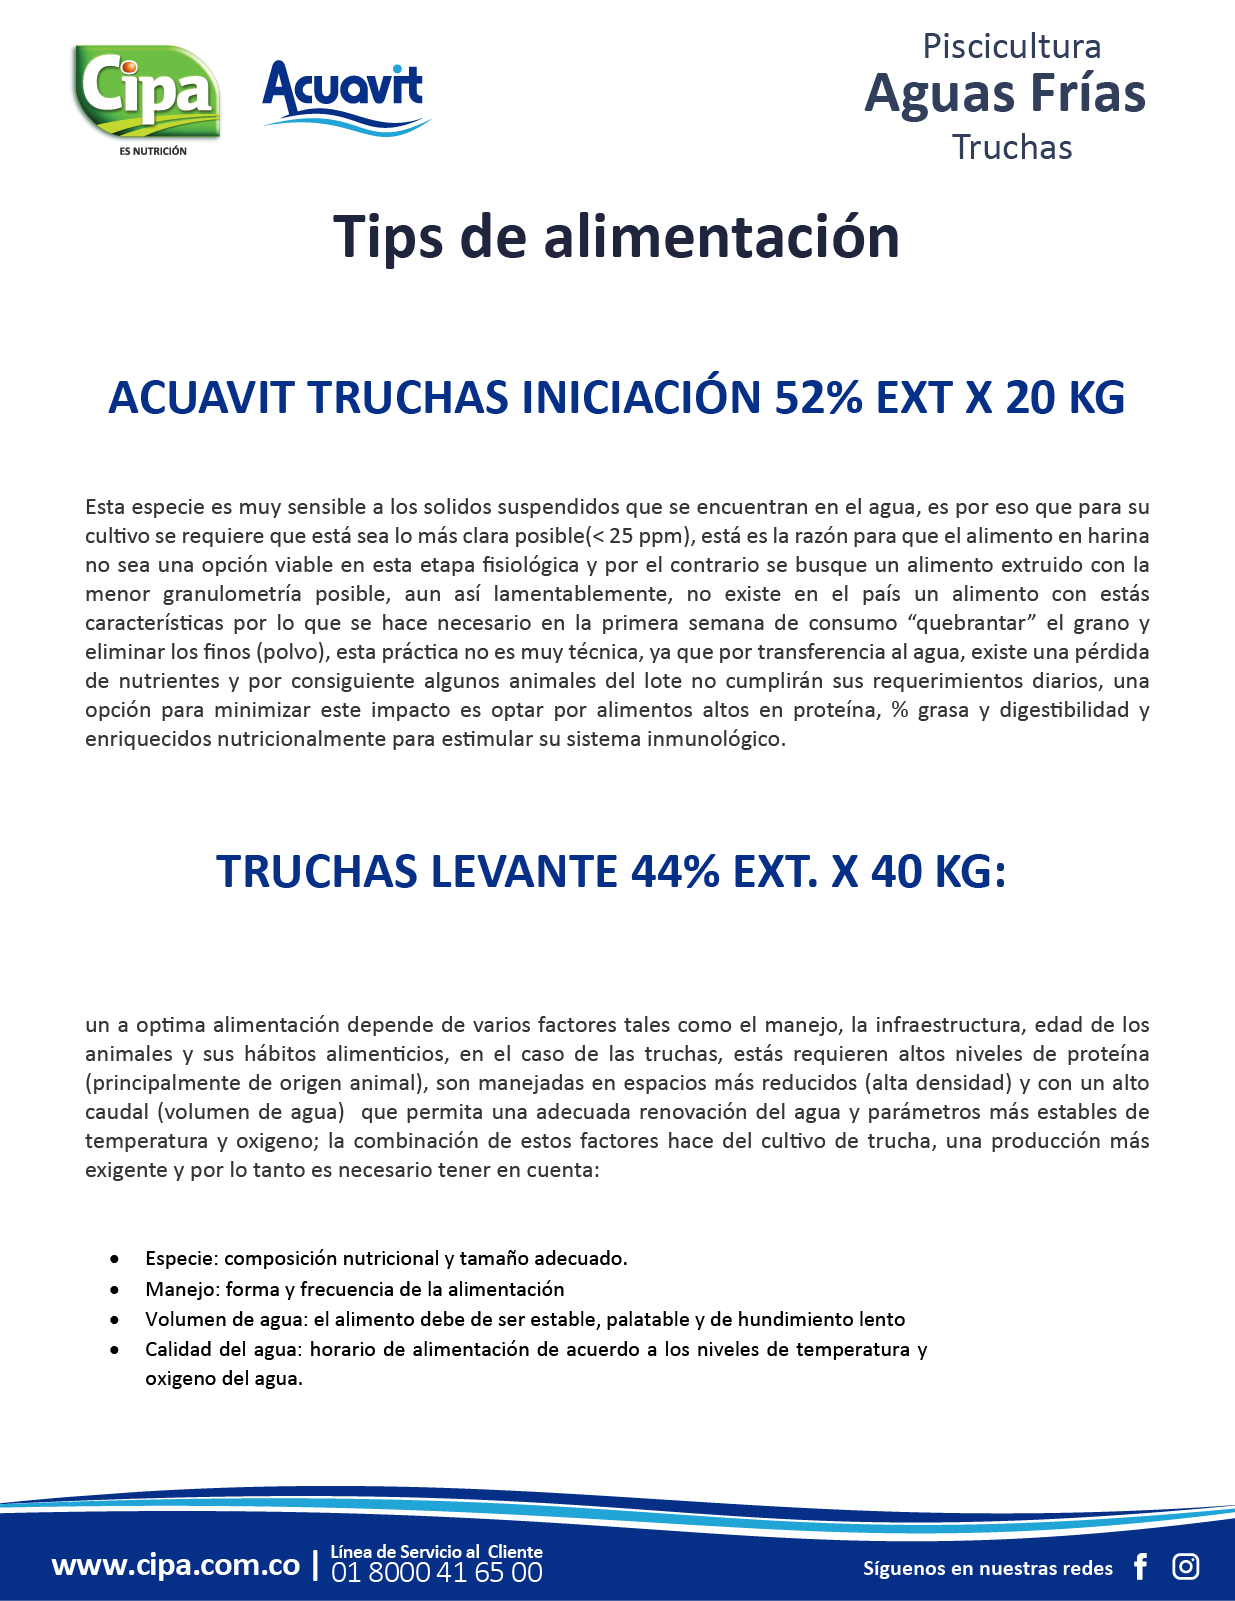 Cipa
ES NUTRICIÓN
Acuavit
Piscicultura
Aguas Frías
Truchas
Tips de alimentación
ACUAVIT TRUCHAS INICIACIÓN 52% EXT X 20 KG
Esta especie es muy sensible a los solidos suspendidos que se encuentran en el agua, es por eso que para su
cultivo se requiere que está sea lo más clara posible(< 25 ppm), está es la razón para que el alimento en harina
no sea una opción viable en esta etapa fisiológica y por el contrario se busque un alimento extruido con la
menor granulometría posible, aun así lamentablemente, no existe en el país un alimento con estás
características por lo que se hace necesario en la primera semana de consumo “quebrantar” el grano y
eliminar los finos (polvo), esta práctica no es muy técnica, ya que por transferencia al agua, existe una pérdida
de nutrientes y por consiguiente algunos animales del lote no cumplirán sus requerimientos diarios, una
opción para minimizar este impacto es optar por alimentos altos en proteína, % grasa y digestibilidad y
enriquecidos nutricionalmente para estimular su sistema inmunológico.
TRUCHAS LEVANTE 44% EXT. X 40 KG:
un a optima alimentación depende de varios factores tales como el manejo, la infraestructura, edad de los
animales y sus hábitos alimenticios, en el caso de las truchas, estás requieren altos niveles de proteína
(principalmente de origen animal), son manejadas en espacios más reducidos (alta densidad) y con un alto
caudal (volumen de agua)  que permita una adecuada renovación del agua y parámetros más estables de
temperatura y oxigeno; la combinación de estos factores hace del cultivo de trucha, una producción más
exigente y por lo tanto es necesario tener en cuenta:
• Especie: composición nutricional y tamaño adecuado.
• Manejo: forma y frecuencia de la alimentación
• Volumen de agua: el alimento debe de ser estable, palatable y de hundimiento lento
• Calidad del agua: horario de alimentación de acuerdo a los niveles de temperatura y
oxigeno del agua.
www.cipa.com.co |
Línea de Servicio al  Cliente
01 8000 41 65 00
Síguenos en nuestras redes